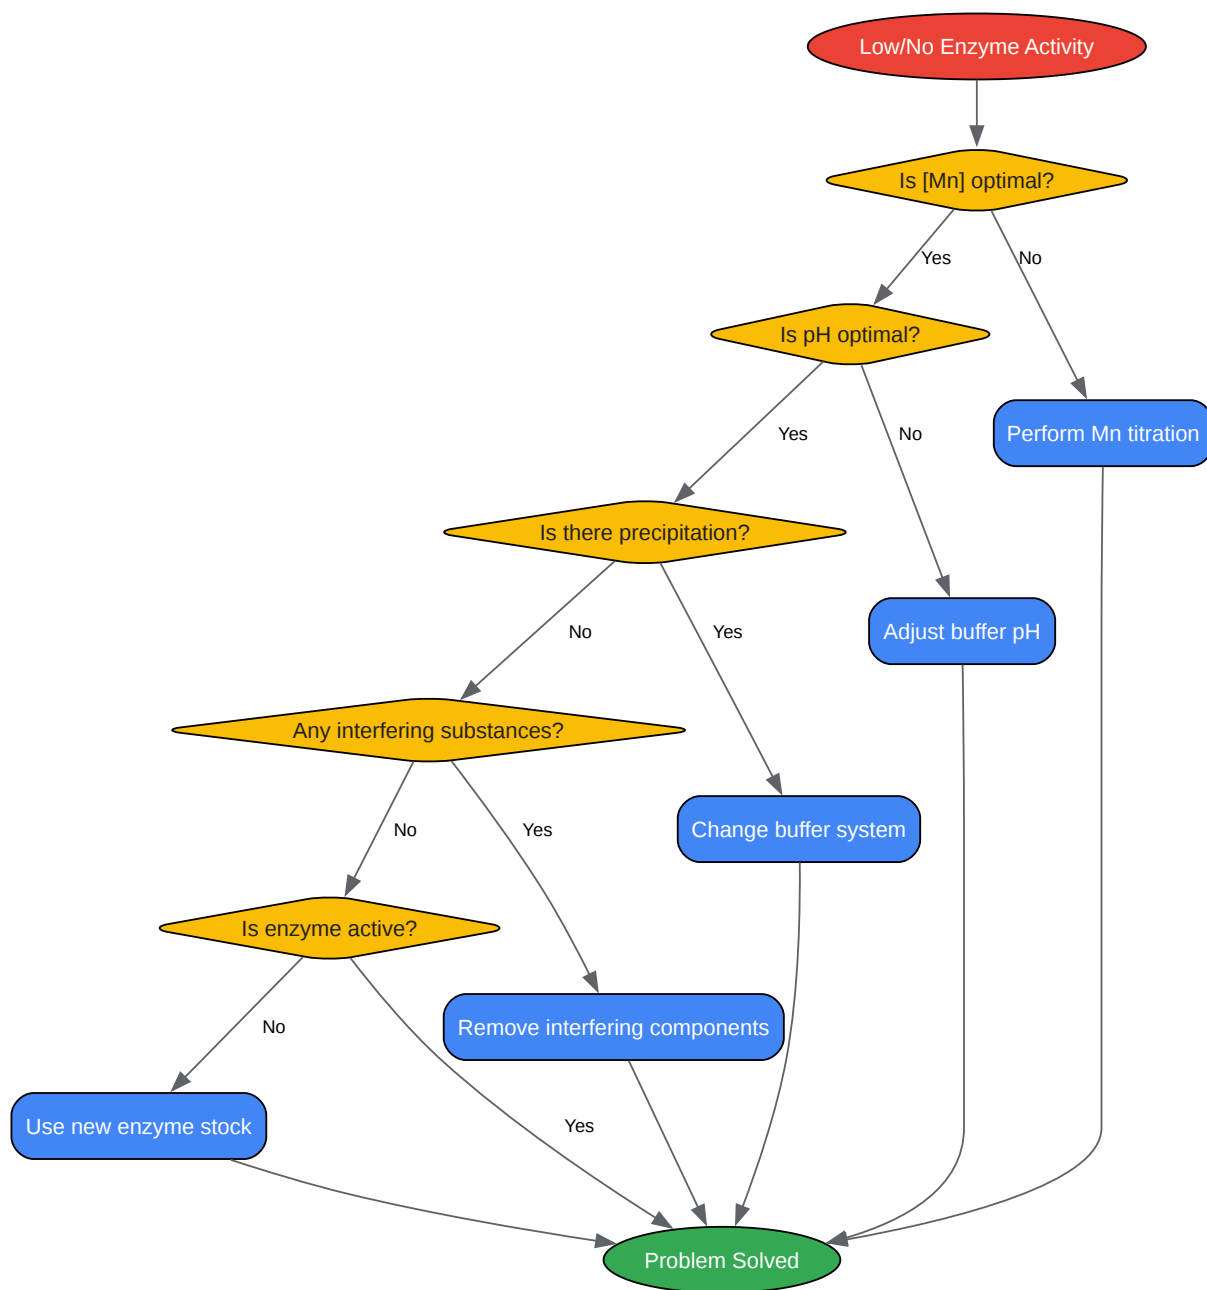 Low/No Enzyme Activity
Is [Mn] optimal?
Yes
No
Is pH optimal?
Perform Mn titration
Yes
No
Is there precipitation?
Adjust buffer pH
No
Yes
Any interfering substances?
Change buffer system
No
Yes
Is enzyme active?
Remove interfering components
No
Use new enzyme stock
Yes
Problem Solved